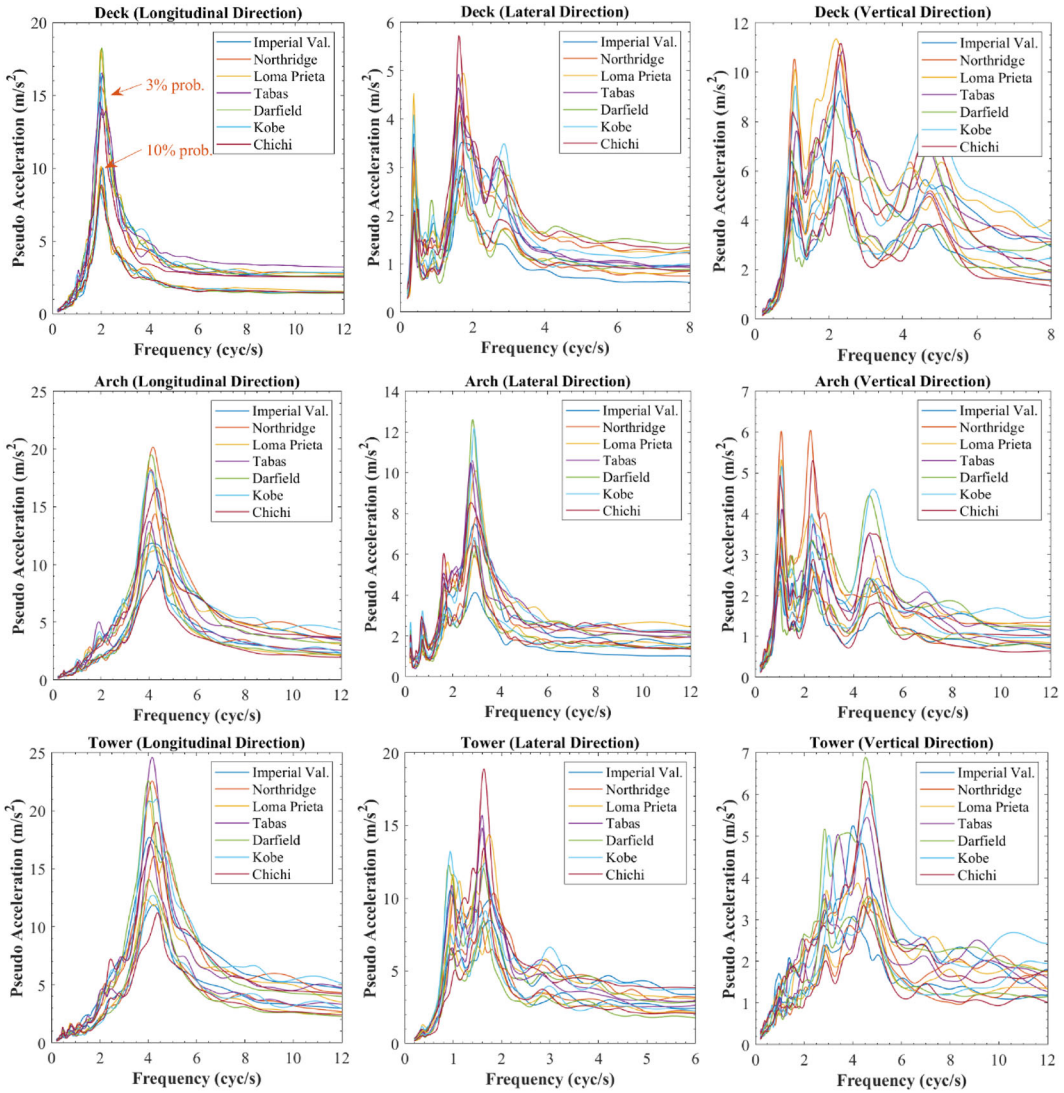 Deck (Longitudinal Direction)
20
15
10
5
0
Pseudo Acceleration (m/s²)
3% prob.
10% prob.
Imperial Val.
Northridge
Loma Prieta
Tabas
Darfield
Kobe
Chichi
0 2 4 6 8 10 12
Frequency (cyc/s)
Deck (Lateral Direction)
6
5
4
3
2
1
0
Pseudo Acceleration (m/s²)
Imperial Val.
Northridge
Loma Prieta
Tabas
Darfield
Kobe
Chichi
0 2 4 6 8
Frequency (cyc/s)
Deck (Vertical Direction)
12
10
8
6
4
2
0
Pseudo Acceleration (m/s²)
Imperial Val.
Northridge
Loma Prieta
Tabas
Darfield
Kobe
Chichi
0 2 4 6 8
Frequency (cyc/s)
Arch (Longitudinal Direction)
25
20
15
10
5
0
Pseudo Acceleration (m/s²)
Imperial Val.
Northridge
Loma Prieta
Tabas
Darfield
Kobe
Chichi
0 2 4 6 8 10 12
Frequency (cyc/s)
Arch (Lateral Direction)
14
12
10
8
6
4
2
0
Pseudo Acceleration (m/s²)
Imperial Val.
Northridge
Loma Prieta
Tabas
Darfield
Kobe
Chichi
0 2 4 6 8 10 12
Frequency (cyc/s)
Arch (Vertical Direction)
7
6
5
4
3
2
1
0
Pseudo Acceleration (m/s²)
Imperial Val.
Northridge
Loma Prieta
Tabas
Darfield
Kobe
Chichi
0 2 4 6 8 10 12
Frequency (cyc/s)
Tower (Longitudinal Direction)
25
20
15
10
5
0
Pseudo Acceleration (m/s²)
Imperial Val.
Northridge
Loma Prieta
Tabas
Darfield
Kobe
Chichi
0 2 4 6 8 10 12
Frequency (cyc/s)
Tower (Lateral Direction)
20
15
10
5
0
Pseudo Acceleration (m/s²)
Imperial Val.
Northridge
Loma Prieta
Tabas
Darfield
Kobe
Chichi
0 1 2 3 4 5 6
Frequency (cyc/s)
Tower (Vertical Direction)
7
6
5
4
3
2
1
0
Pseudo Acceleration (m/s²)
Imperial Val.
Northridge
Loma Prieta
Tabas
Darfield
Kobe
Chichi
0 2 4 6 8 10 12
Frequency (cyc/s)